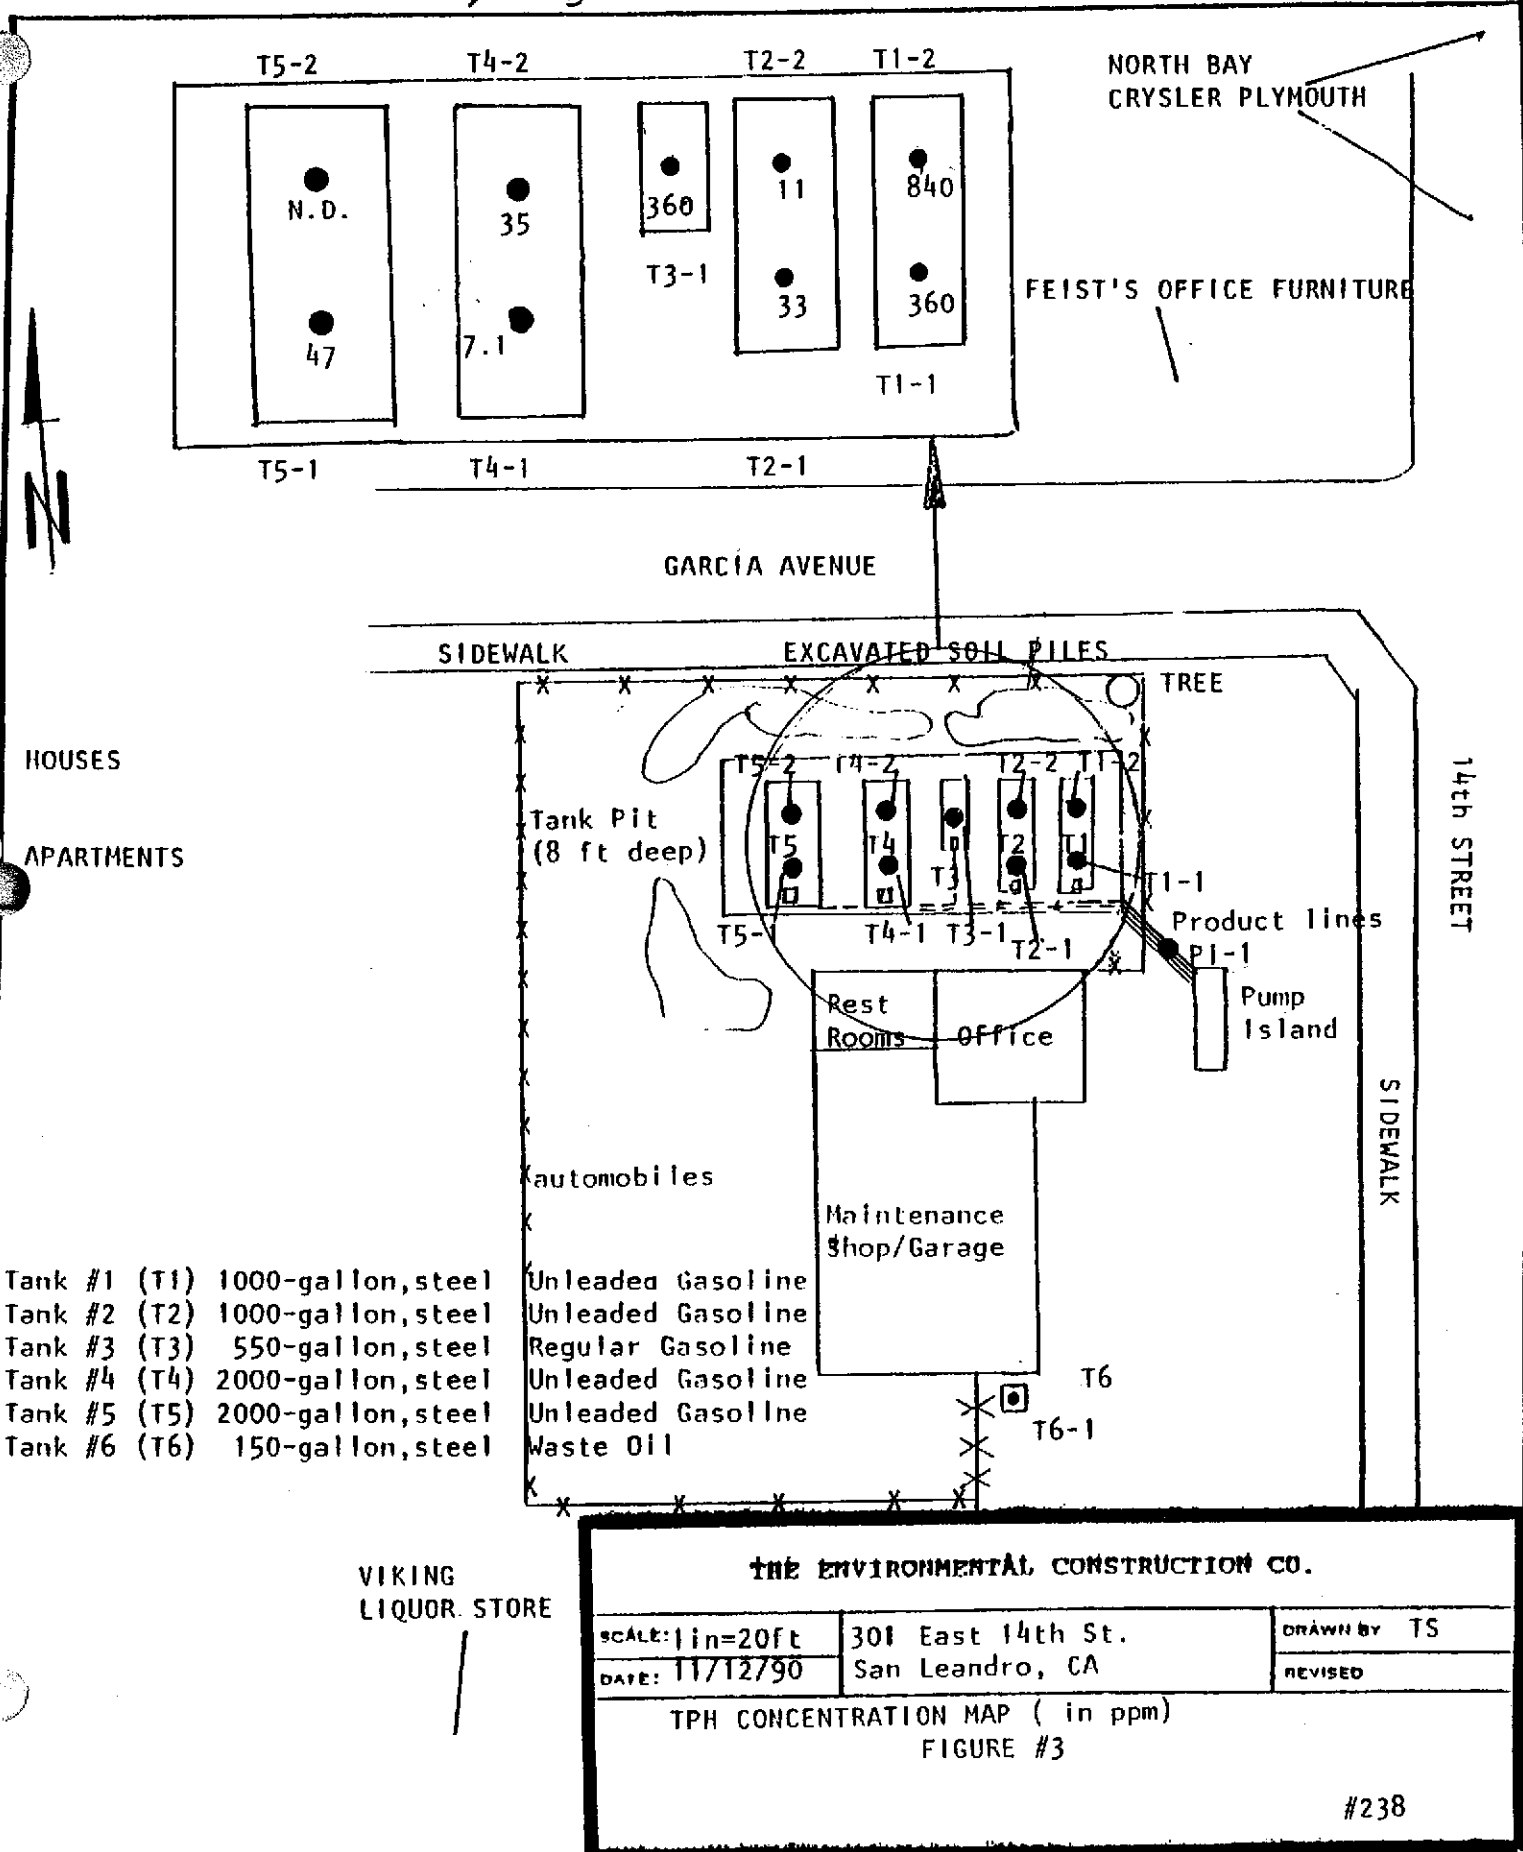 T5-2 T4-2 T2-2 T1-2
NORTH BAY
CRYSLER PLYMOUTH
N.D. 35 360 11 840
T3-1
47 7.1 33 360
FEIST'S OFFICE FURNITURE
T1-1
T5-1 T4-1 T2-1
N
GARCIA AVENUE
SIDEWALK EXCAVATED SOIL PILES
TREE
HOUSES
APARTMENTS
14th STREET
T5-2 T4-2 T2-2 T1-2
Tank Pit
(8 ft deep)
T5 T4 T3 T2 T1
T1-1
T5-1 T4-1 T3-1 T2-1
Product lines
P1-1
Pump
Island
Rest
Rooms
Office
SIDEWALK
automobiles
Maintenance
Shop/Garage
Tank #1 (T1) 1000-gallon,steel Unleaded Gasoline
Tank #2 (T2) 1000-gallon,steel Unleaded Gasoline
Tank #3 (T3) 550-gallon,steel Regular Gasoline
Tank #4 (T4) 2000-gallon,steel Unleaded Gasoline
Tank #5 (T5) 2000-gallon,steel Unleaded Gasoline
Tank #6 (T6) 150-gallon,steel Waste Oil
T6
T6-1
VIKING
LIQUOR STORE
THE ENVIRONMENTAL CONSTRUCTION CO.
SCALE: 1in=20ft
DATE: 11/12/90
301 East 14th St.
San Leandro, CA
DRAWN BY TS
REVISED
TPH CONCENTRATION MAP ( in ppm)
FIGURE #3
#238